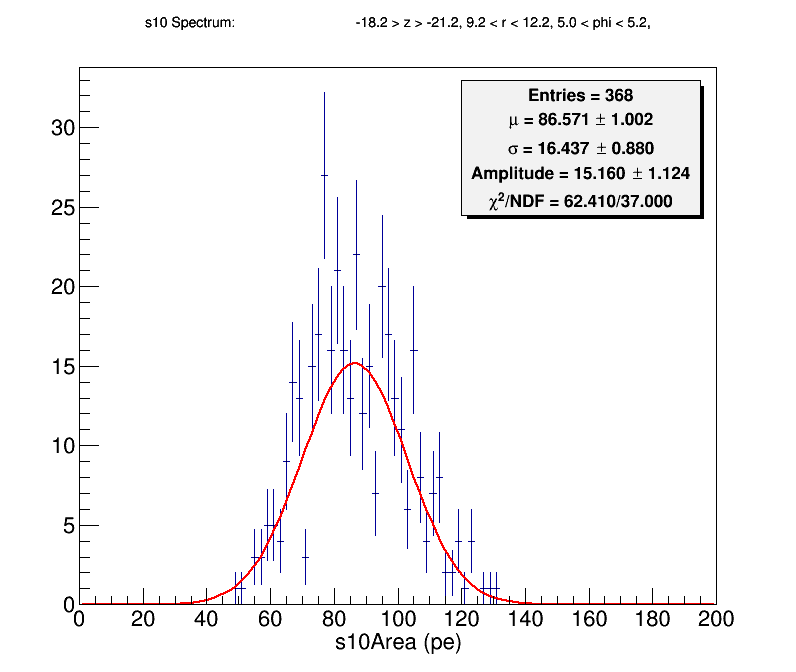 s10 Spectrum: -18.2 > z > -21.2, 9.2 < r < 12.2, 5.0 < phi < 5.2,
Entries = 368
μ = 86.571 ± 1.002
σ = 16.437 ± 0.880
Amplitude = 15.160 ± 1.124
χ²/NDF = 62.410/37.000
30
25
20
15
10
5
0
0 20 40 60 80 100 120 140 160 180 200
s10Area (pe)